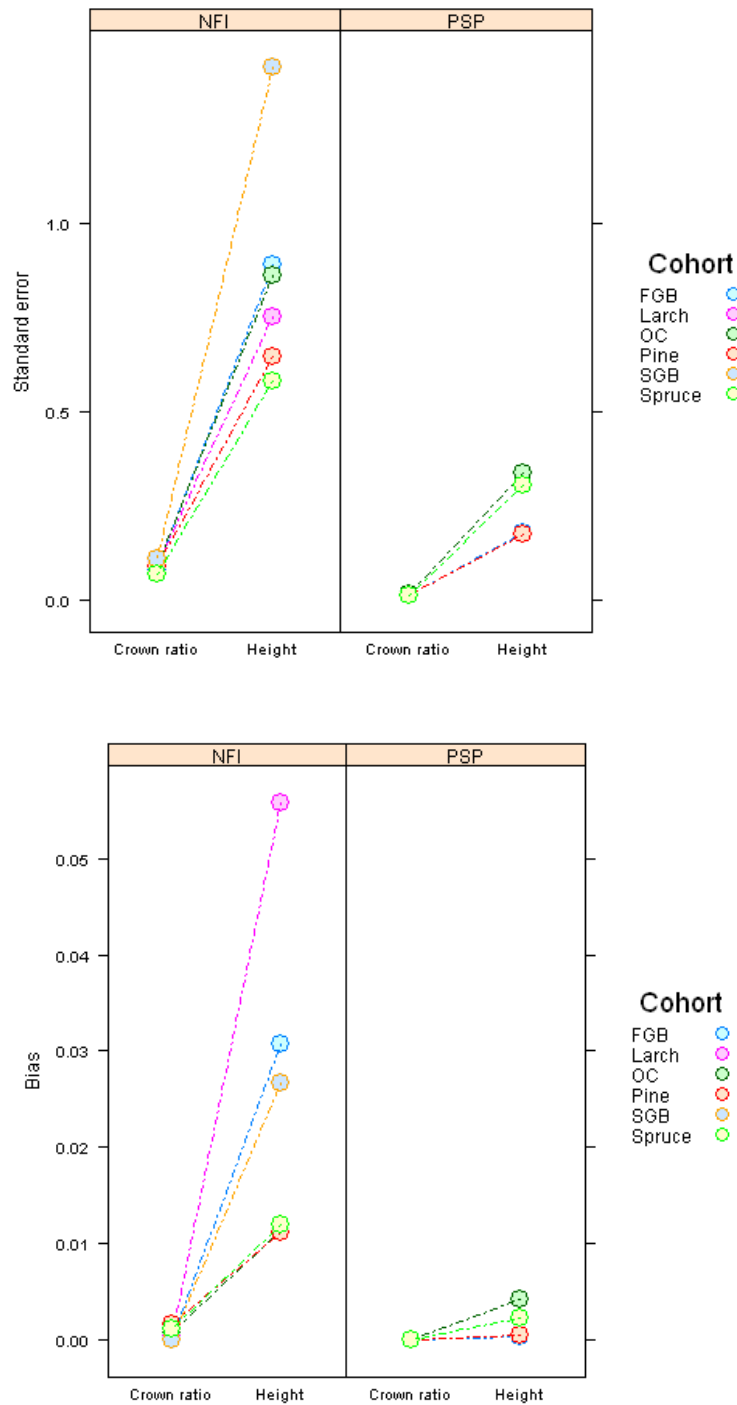 NFI PSP
1.0
0.5
0.0
Standard error
Crown ratio Height Crown ratio Height
Cohort
FGB
Larch
OC
Pine
SGB
Spruce
NFI PSP
0.05
0.04
0.03
0.02
0.01
0.00
Bias
Crown ratio Height Crown ratio Height
Cohort
FGB
Larch
OC
Pine
SGB
Spruce